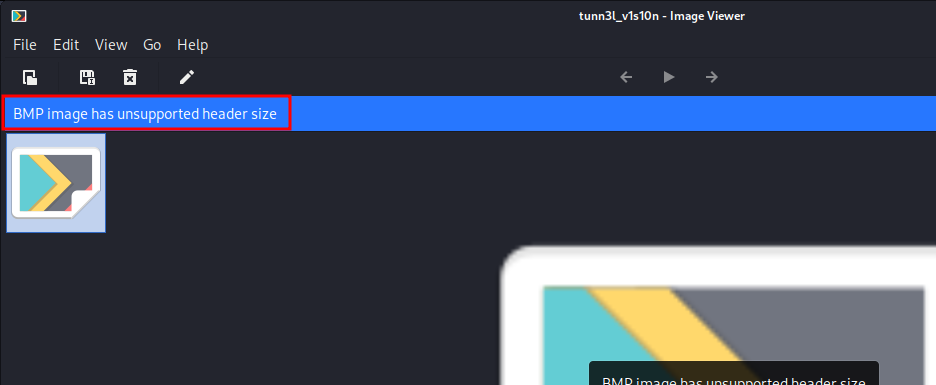 tunn3l_v1s10n - Image Viewer
File Edit View Go Help
BMP image has unsupported header size
BMP image has unsupported header size